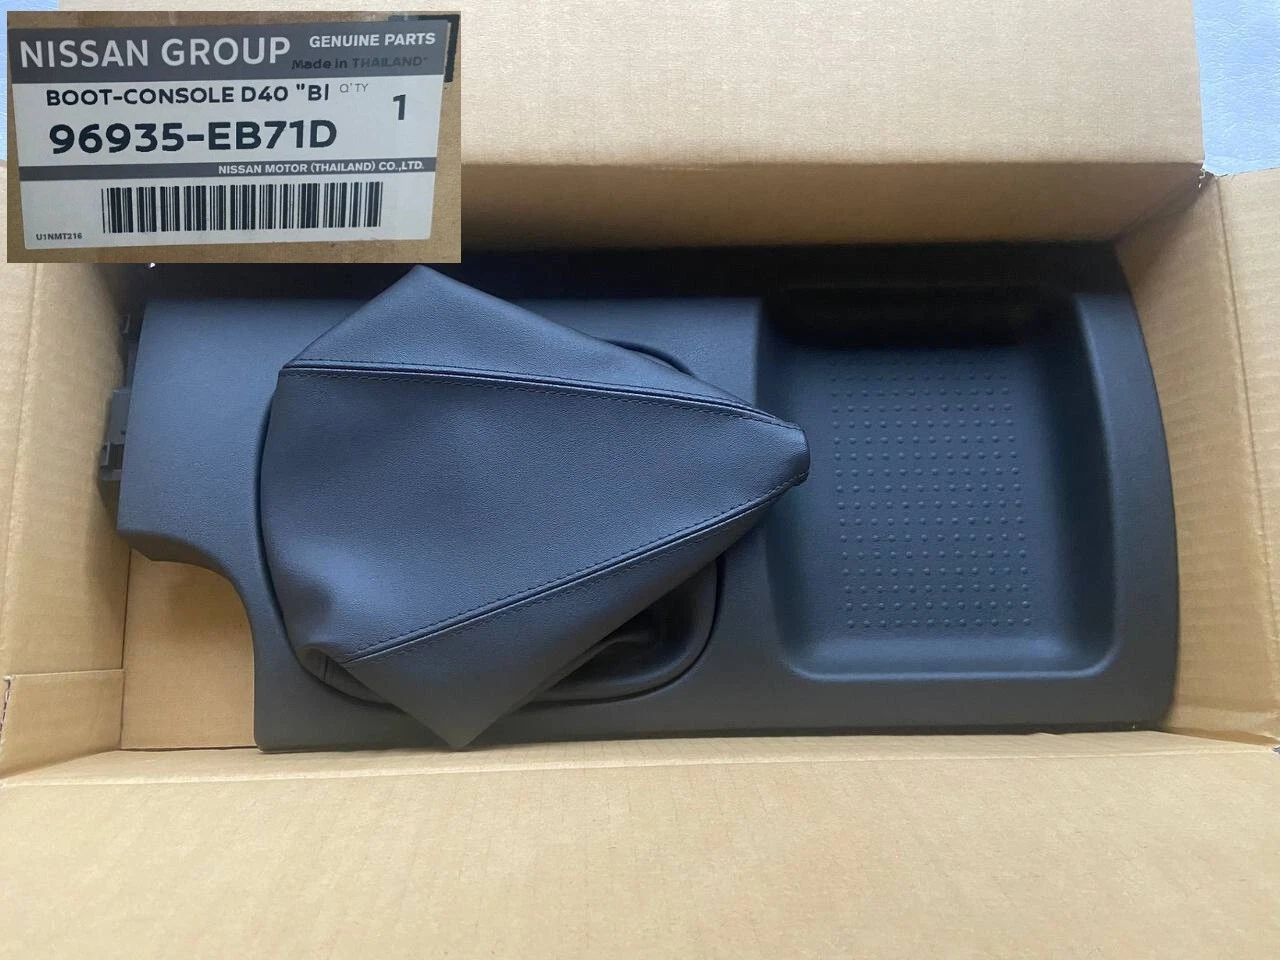 NISSAN GROUP GENUINE PARTS
Made in THAILAND"
BOOT-CONSOLE D40 "BI Q'TY
96935-EB71D 1
NISSAN MOTOR (THAILAND) CO.,LTD.
U1NMT216